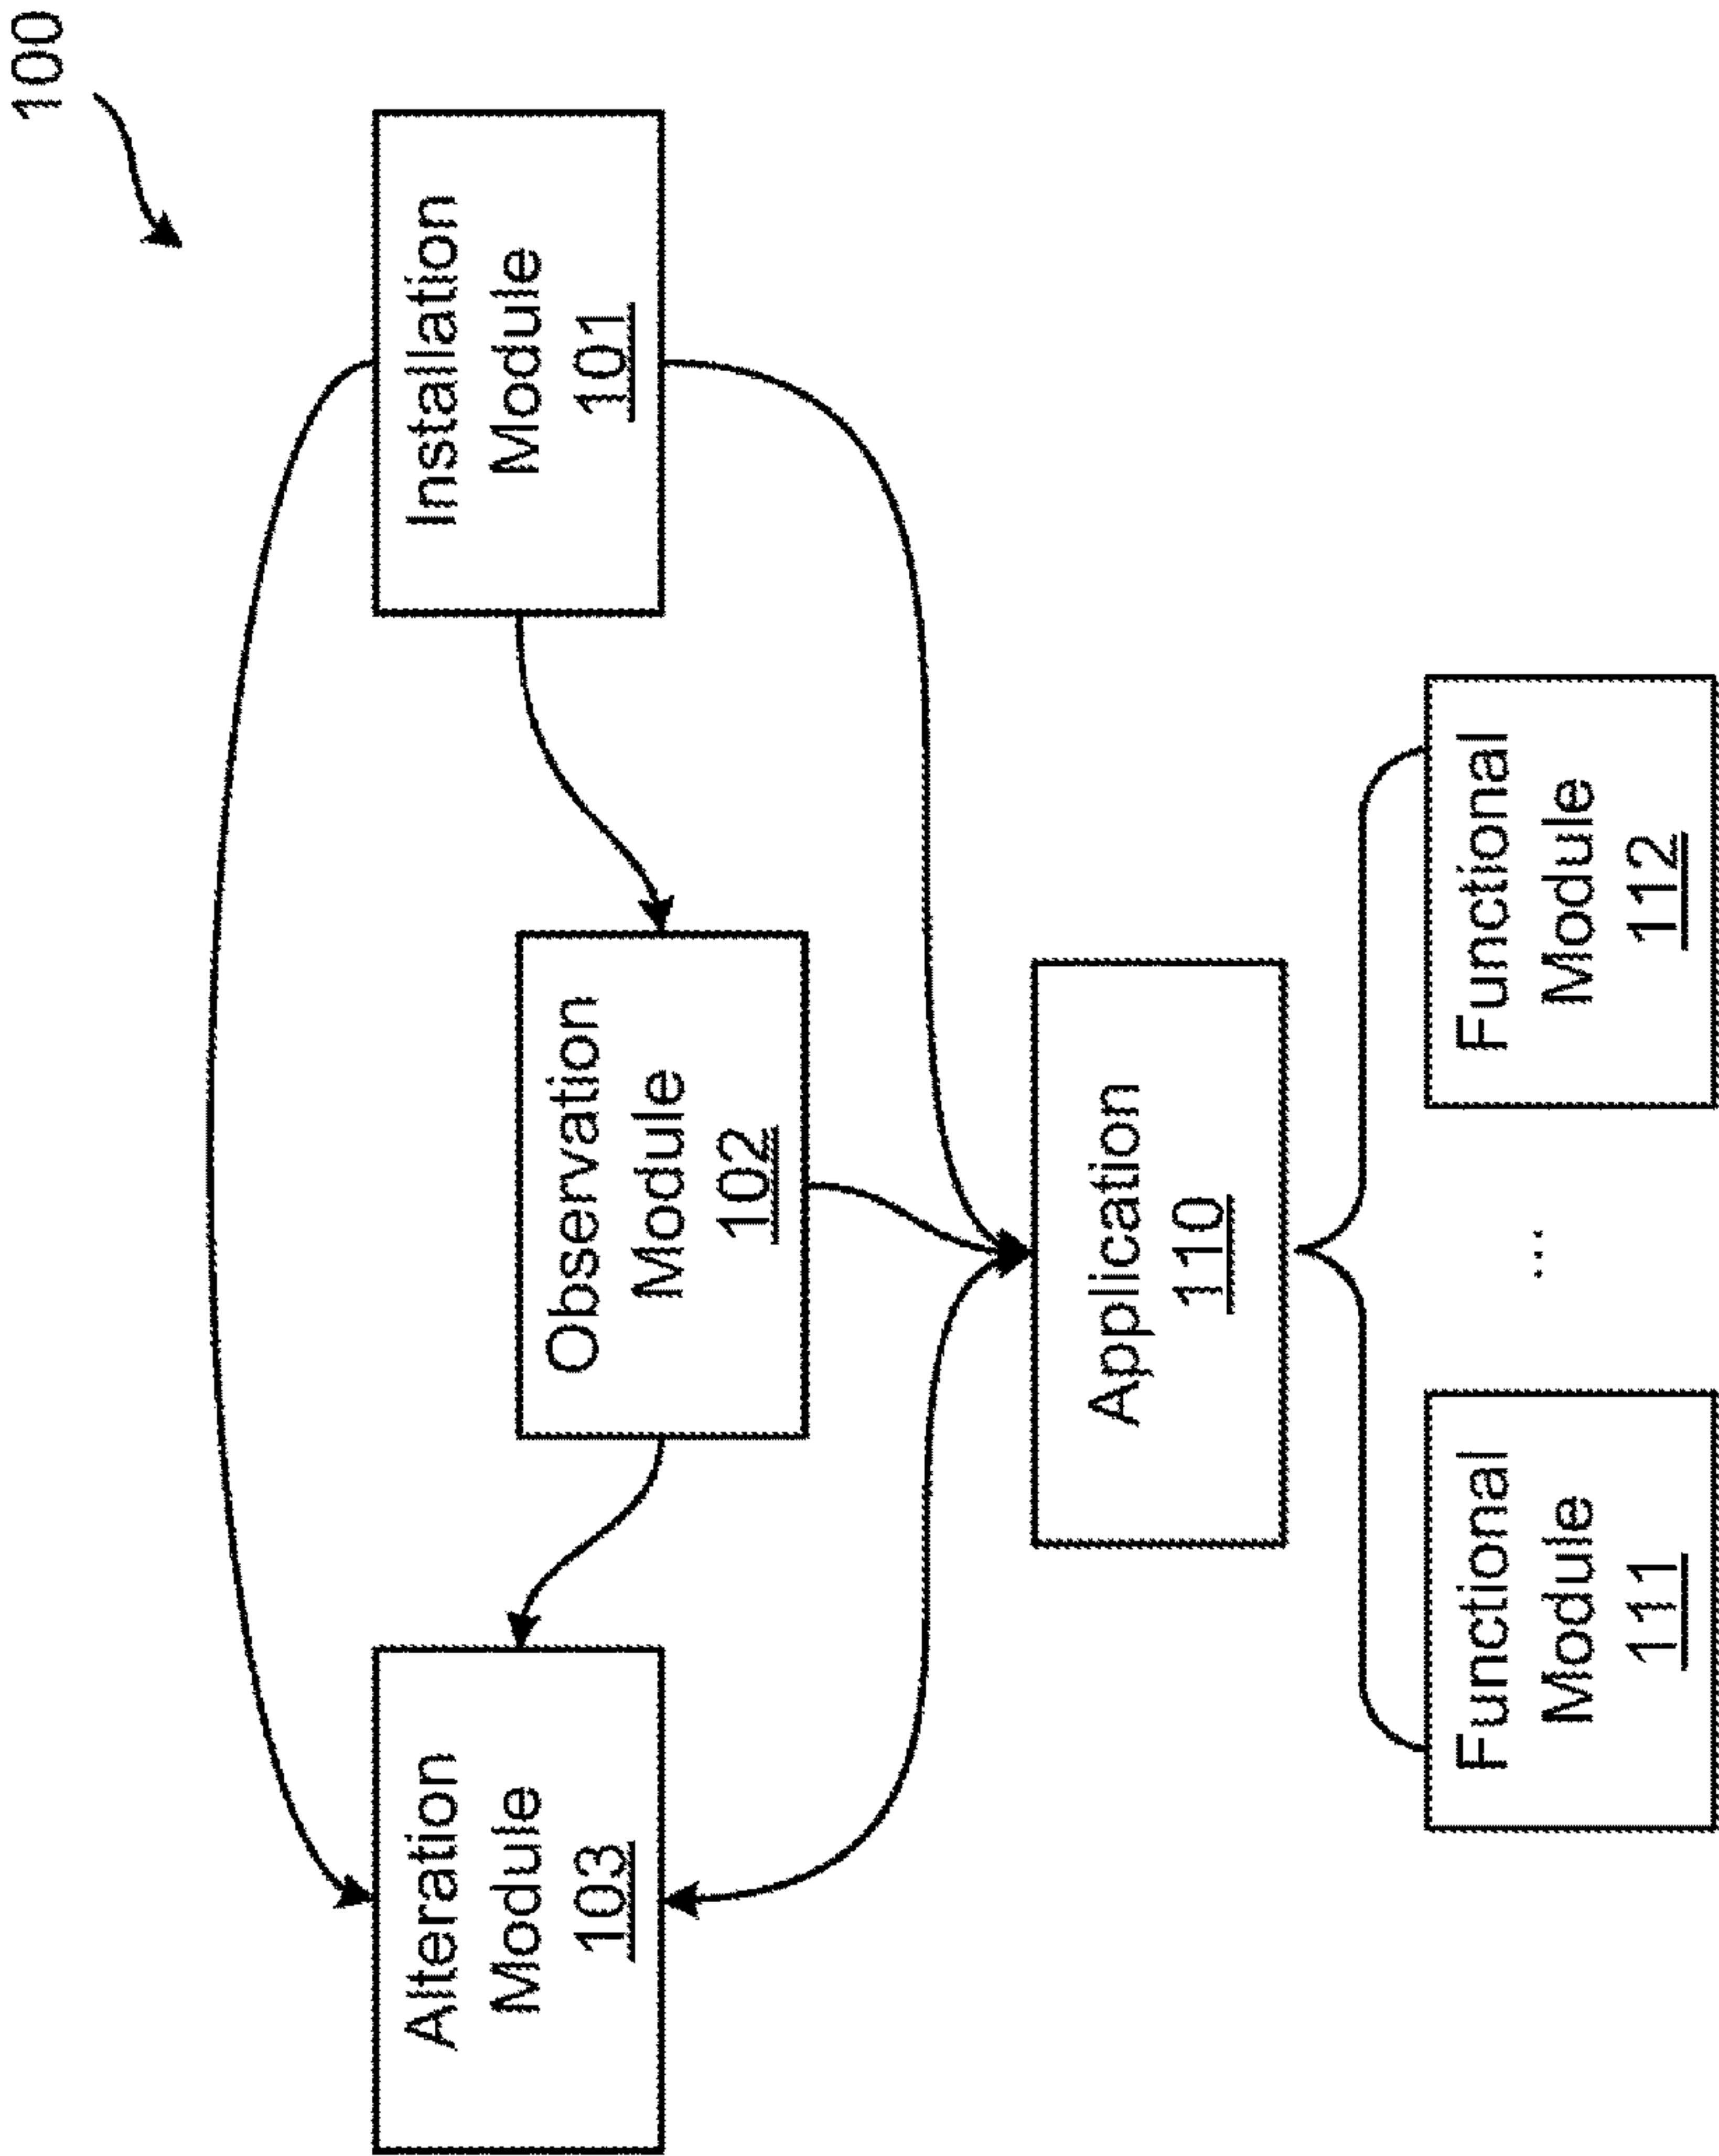 100
Alteration
Module
103
Observation
Module
102
Installation
Module
101
Application
110
Functional
Module
111
...
Functional
Module
112